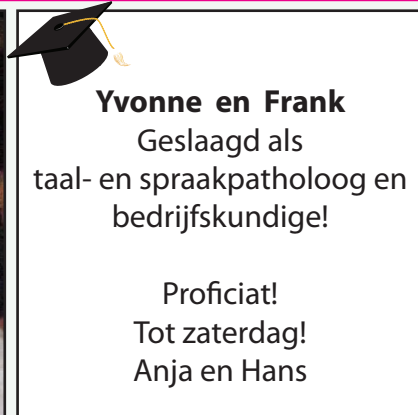 Yvonne en Frank
Geslaagd als
taal- en spraakpatholoog en
bedrijfskundige!
Proficiat!
Tot zaterdag!
Anja en Hans